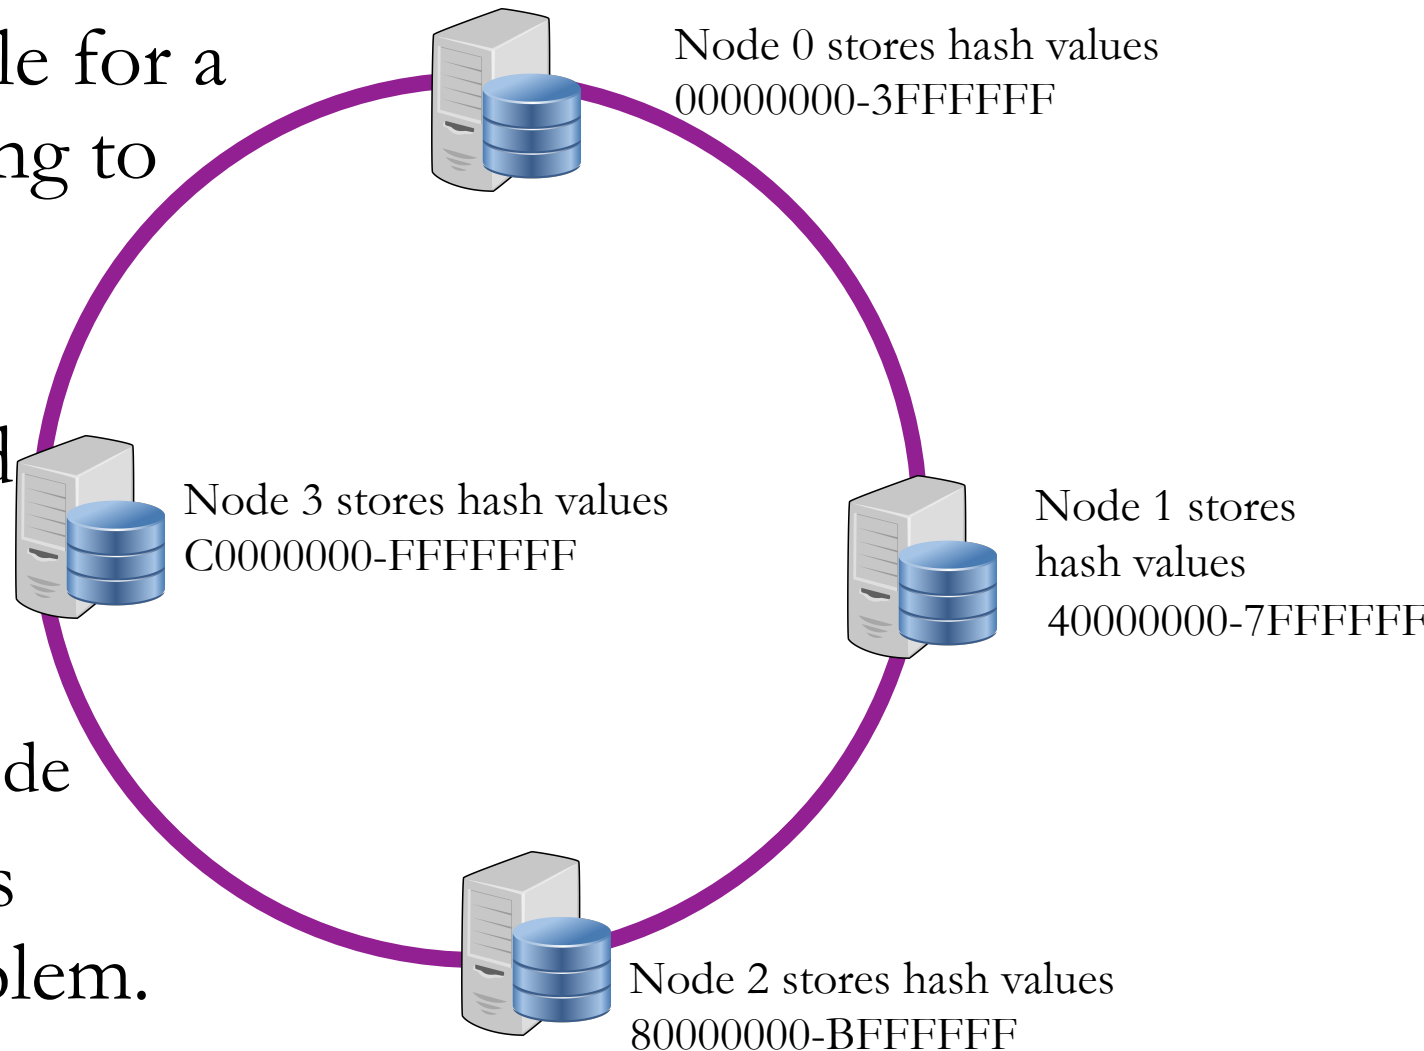 le for a
ng to
d
de
s
olem.
Node 0 stores hash values
00000000-3FFFFFF
Node 3 stores hash values
C0000000-FFFFFFF
Node 1 stores
hash values
40000000-7FFFFFF
Node 2 stores hash values
80000000-BFFFFFF